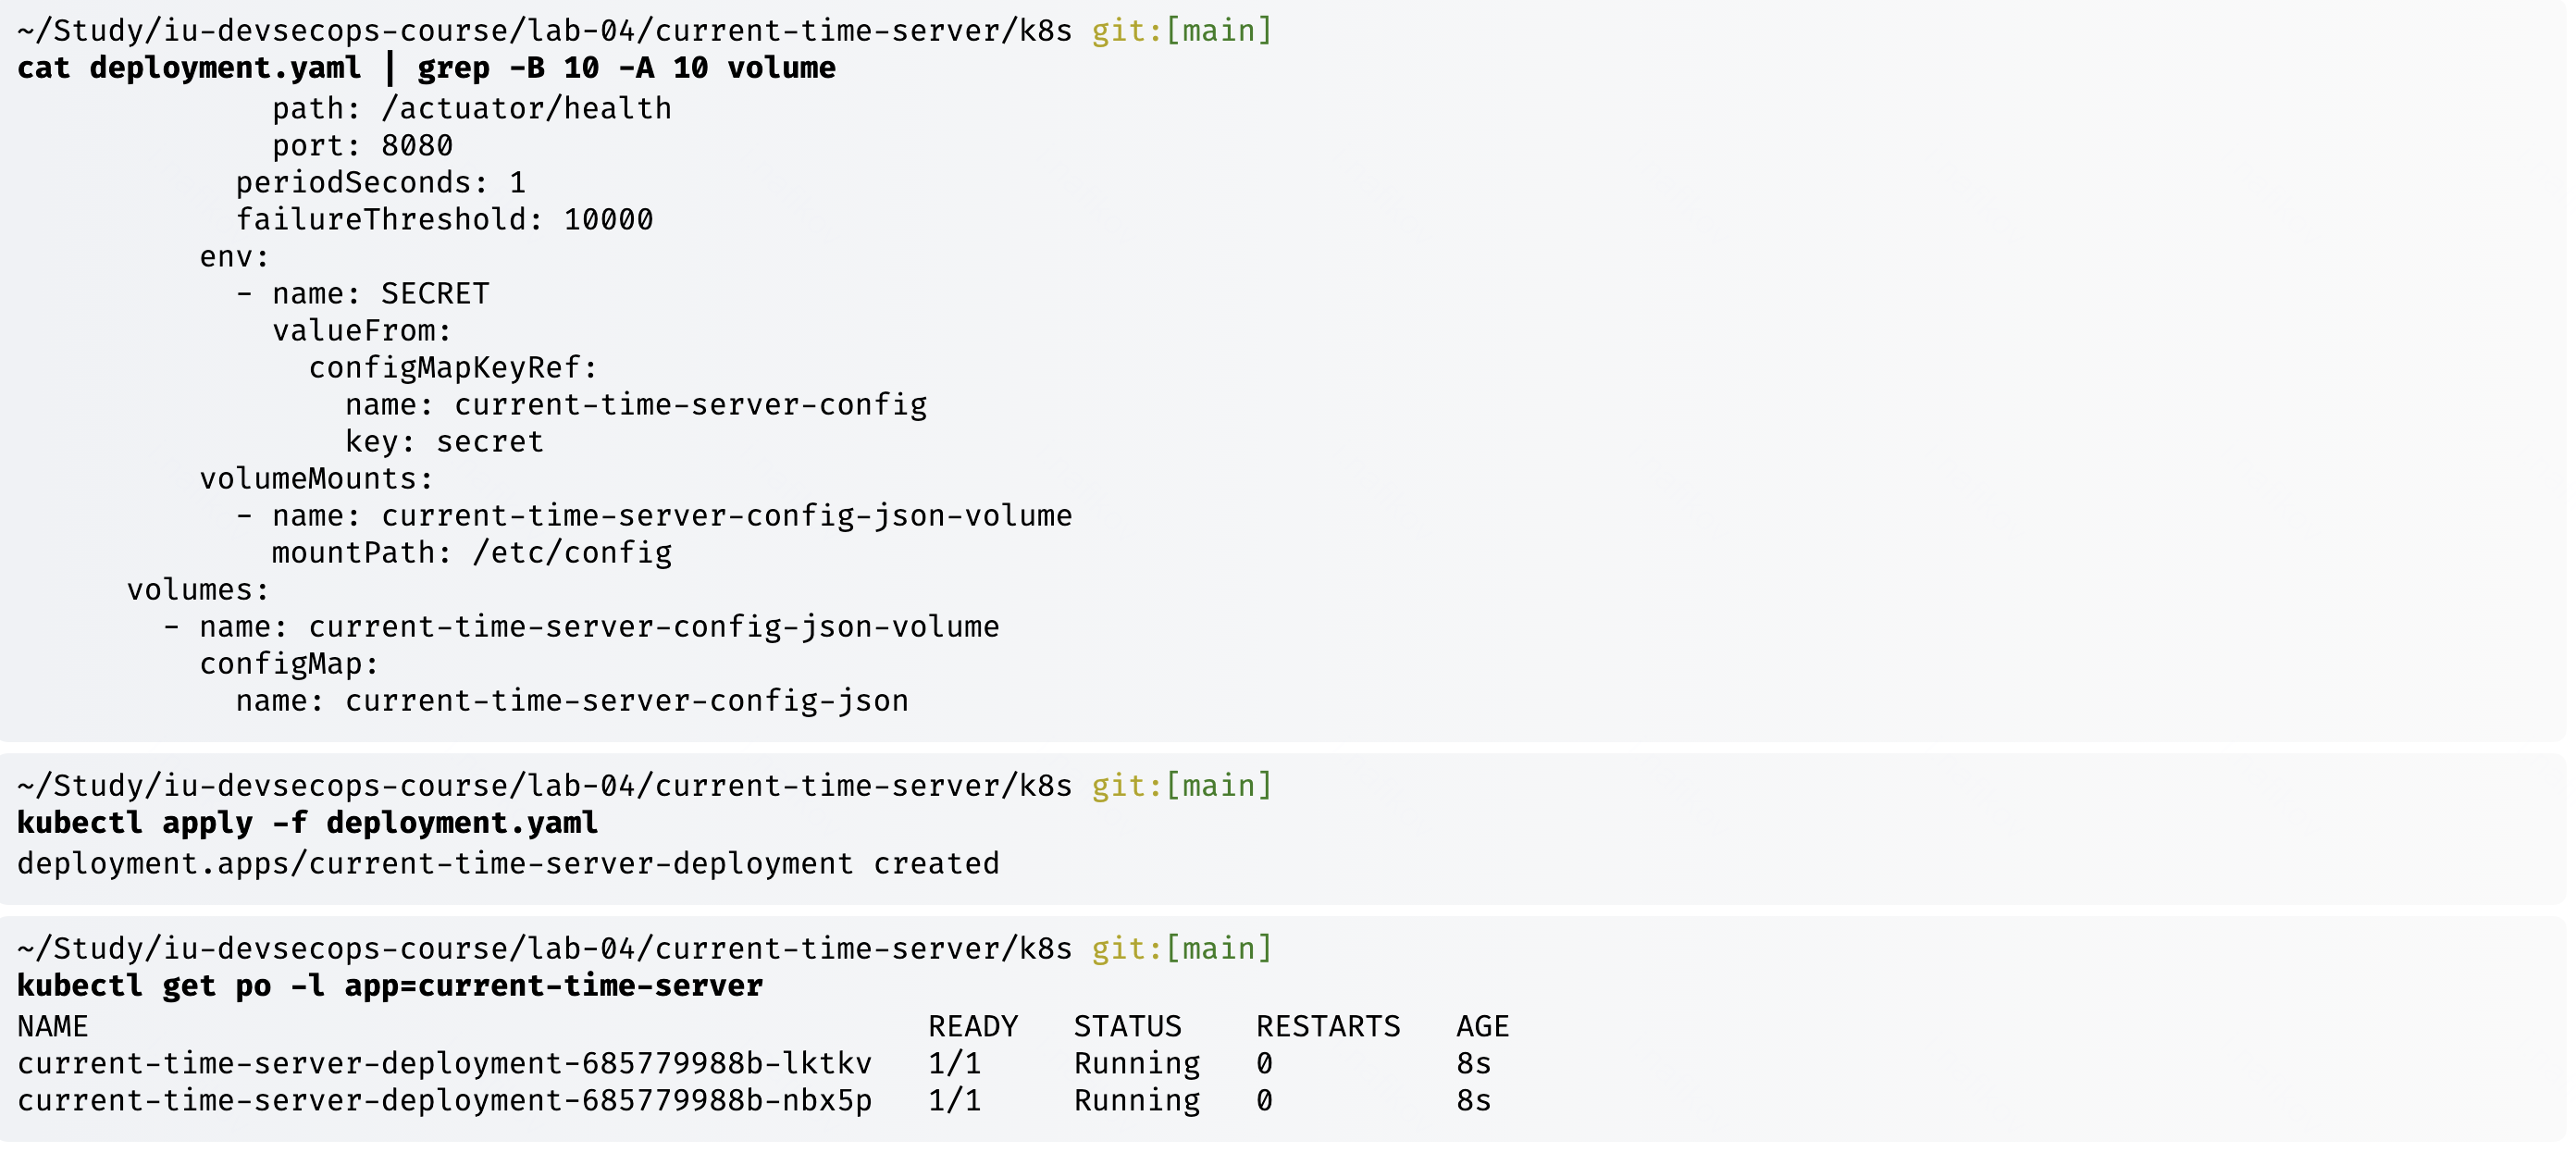 ~/Study/iu-devsecops-course/lab-04/current-time-server/k8s git:[main]
cat deployment.yaml | grep -B 10 -A 10 volume
              path: /actuator/health
              port: 8080
            periodSeconds: 1
            failureThreshold: 10000
          env:
            - name: SECRET
              valueFrom:
                configMapKeyRef:
                  name: current-time-server-config
                  key: secret
          volumeMounts:
            - name: current-time-server-config-json-volume
              mountPath: /etc/config
      volumes:
        - name: current-time-server-config-json-volume
          configMap:
            name: current-time-server-config-json
~/Study/iu-devsecops-course/lab-04/current-time-server/k8s git:[main]
kubectl apply -f deployment.yaml
deployment.apps/current-time-server-deployment created
~/Study/iu-devsecops-course/lab-04/current-time-server/k8s git:[main]
kubectl get po -l app=current-time-server
NAME                                              READY   STATUS    RESTARTS   AGE
current-time-server-deployment-685779988b-lktkv   1/1     Running   0          8s
current-time-server-deployment-685779988b-nbx5p   1/1     Running   0          8s